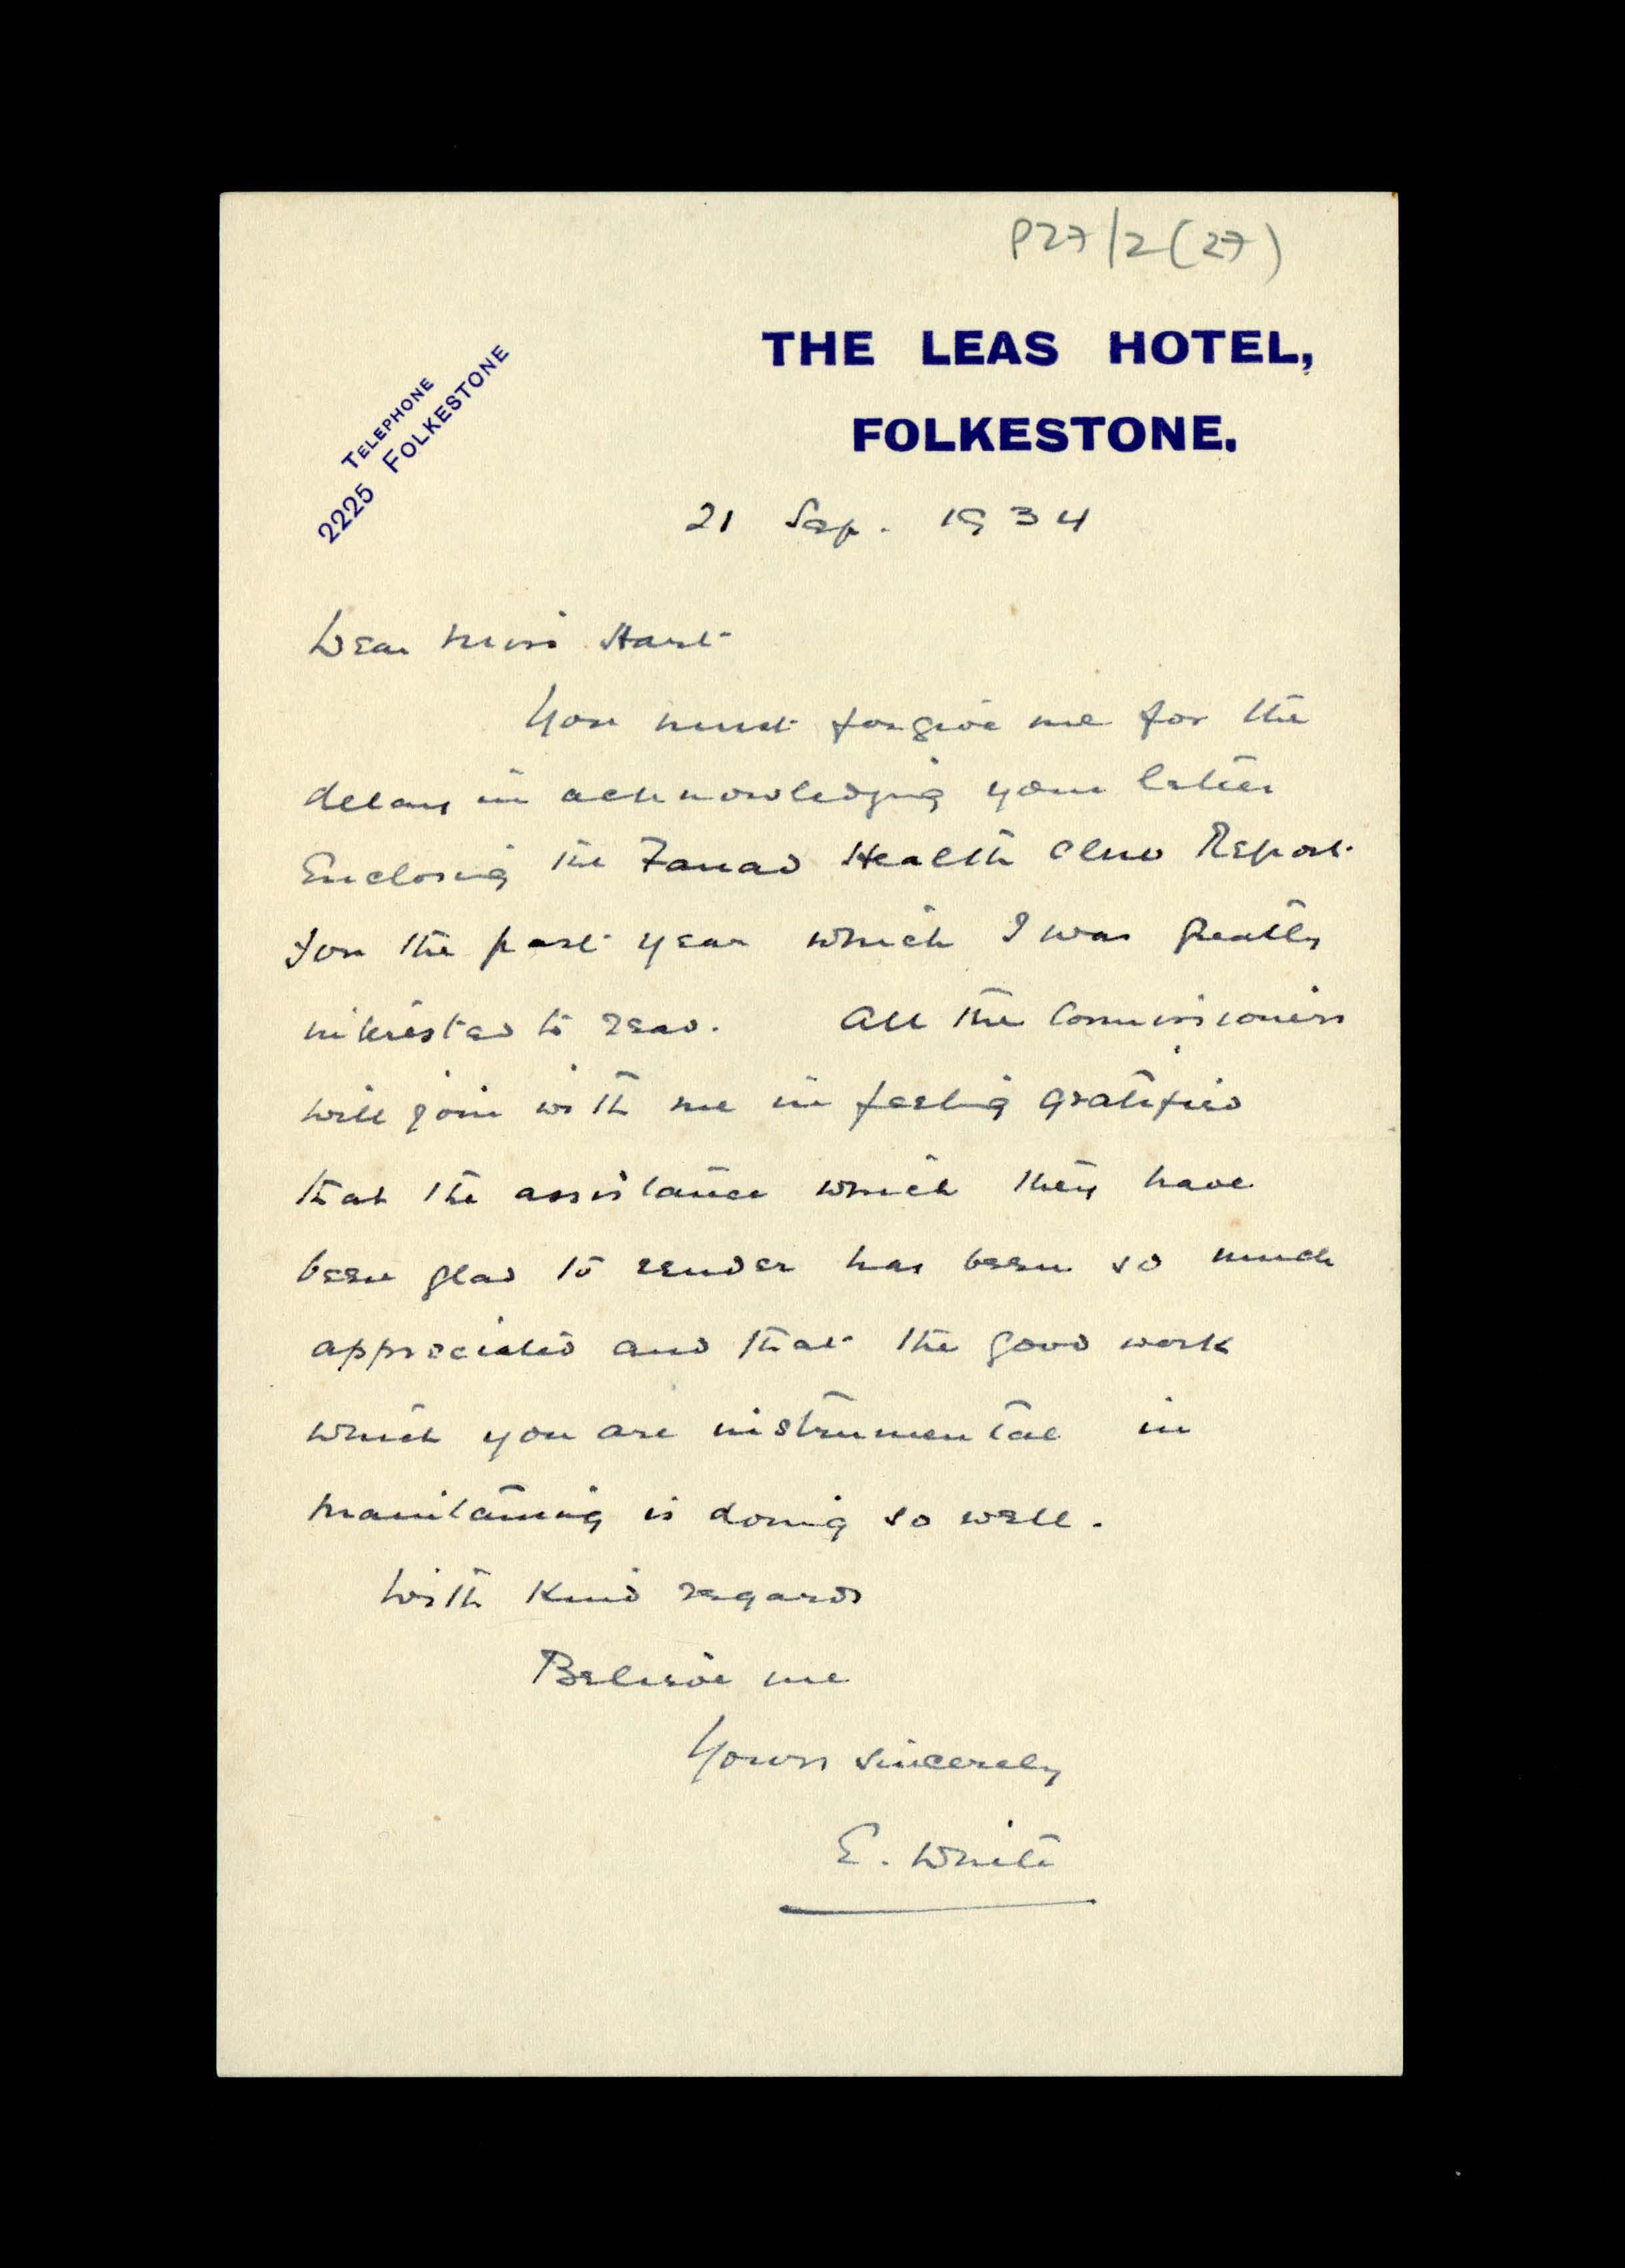 P27/2(27)
TELEPHONE
2225 FOLKESTONE
THE LEAS HOTEL,
FOLKESTONE.
21 Sep. 1934
Dear Miss Hart
You must forgive me for the
delay in acknowledging your letter
Enclosing the Fanad Health Club Report
for the past year which I was greatly
interested to read. All the Commissioners
will join with me in feeling gratified
that the assistance which they have
been glad to render has been so much
appreciated and that the good work
which you are instrumental in
maintaining is doing so well.
With Kind regards
Believe me
Yours sincerely
E. White